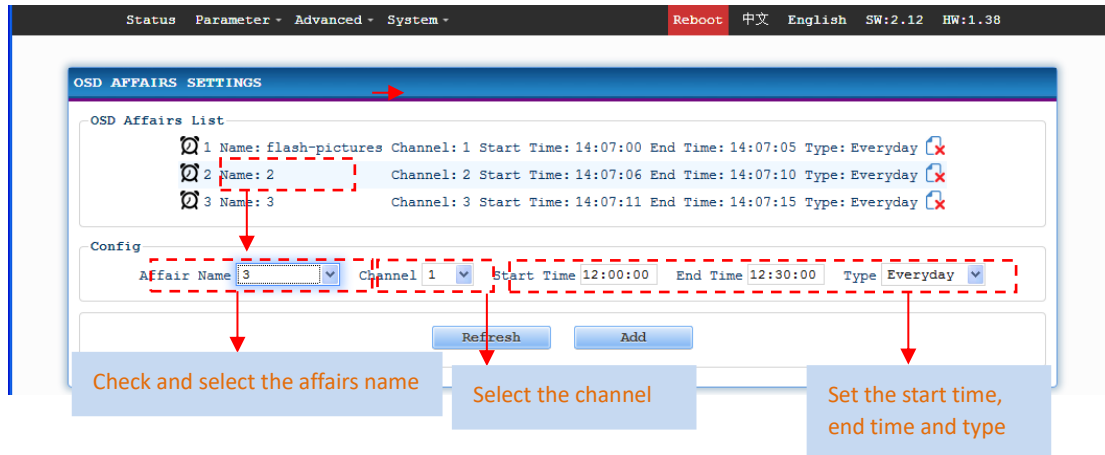 Status Parameter Advanced System Reboot 中文 English SW:2.12 HW:1.38
OSD AFFAIRS SETTINGS
OSD Affairs List
1 Name: flash-pictures Channel: 1 Start Time: 14:07:00 End Time: 14:07:05 Type: Everyday
2 Name: 2 Channel: 2 Start Time: 14:07:06 End Time: 14:07:10 Type: Everyday
3 Name: 3 Channel: 3 Start Time: 14:07:11 End Time: 14:07:15 Type: Everyday
Config
Affair Name 3 Channel 1 Start Time 12:00:00 End Time 12:30:00 Type Everyday
Refresh Add
Check and select the affairs name
Select the channel
Set the start time,
end time and type